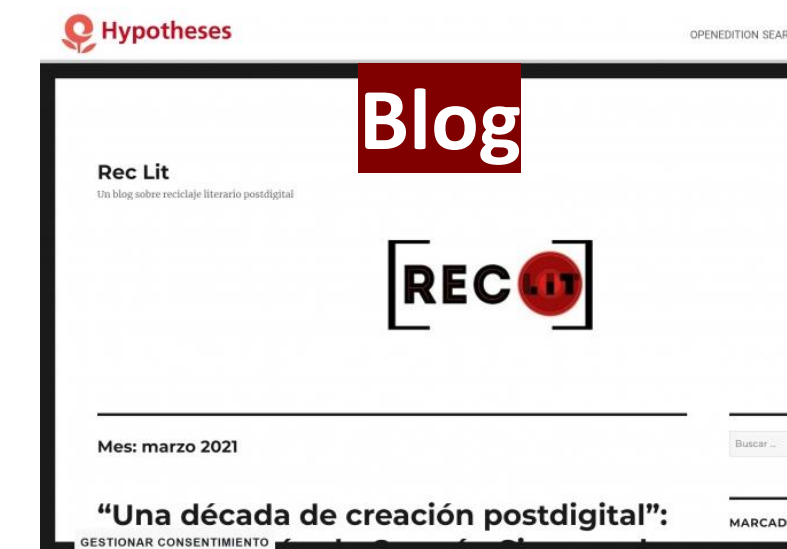 Hypotheses
OPENEDITION SEAR
Blog
Rec Lit
Un blog sobre reciclaje literario postdigital
[REC LIT]
Mes: marzo 2021
Buscar …
“Una década de creación postdigital”:
MARCAD
GESTIONAR CONSENTIMIENTO